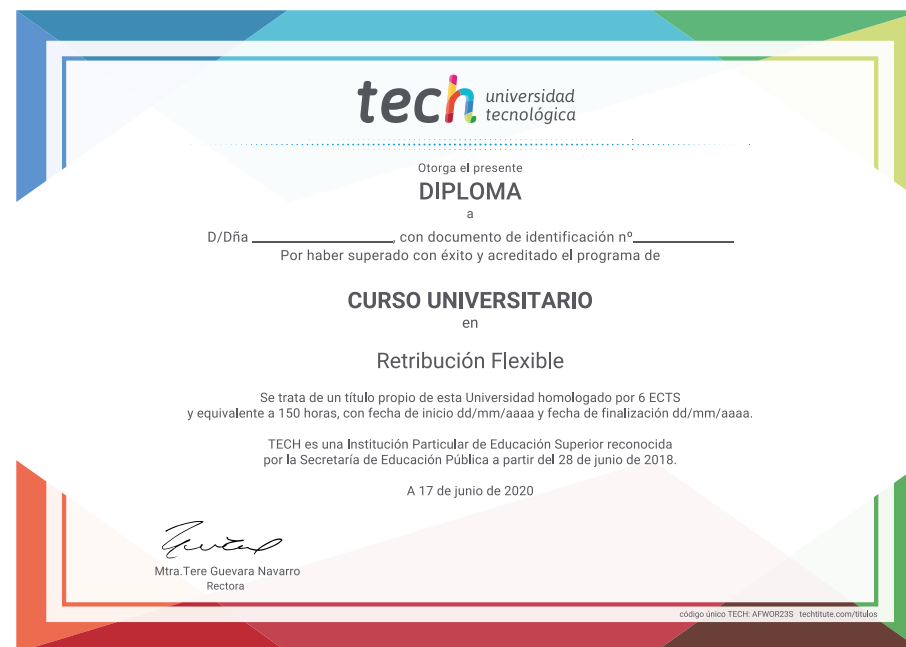 tech universidad
tecnológica
Otorga el presente
DIPLOMA
a
D/Dña ____________________, con documento de identificación nº______________
Por haber superado con éxito y acreditado el programa de
CURSO UNIVERSITARIO
en
Retribución Flexible
Se trata de un título propio de esta Universidad homologado por 6 ECTS
y equivalente a 150 horas, con fecha de inicio dd/mm/aaaa y fecha de finalización dd/mm/aaaa.
TECH es una Institución Particular de Educación Superior reconocida
por la Secretaría de Educación Pública a partir del 28 de junio de 2018.
A 17 de junio de 2020
Mtra.Tere Guevara Navarro
Rectora
código único TECH: AFWOR23S techtitute.com/titulos